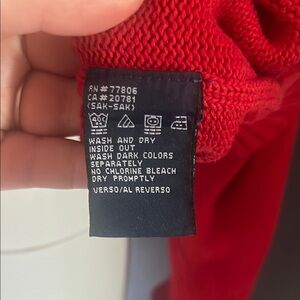 RN# 77806
CA# 20781
(SAK-SAK)
WASH AND DRY
INSIDE OUT
WASH DARK COLORS
SEPARATELY
NO CHLORINE BLEACH
DRY PROMPTLY
VERSO/AL REVERSO